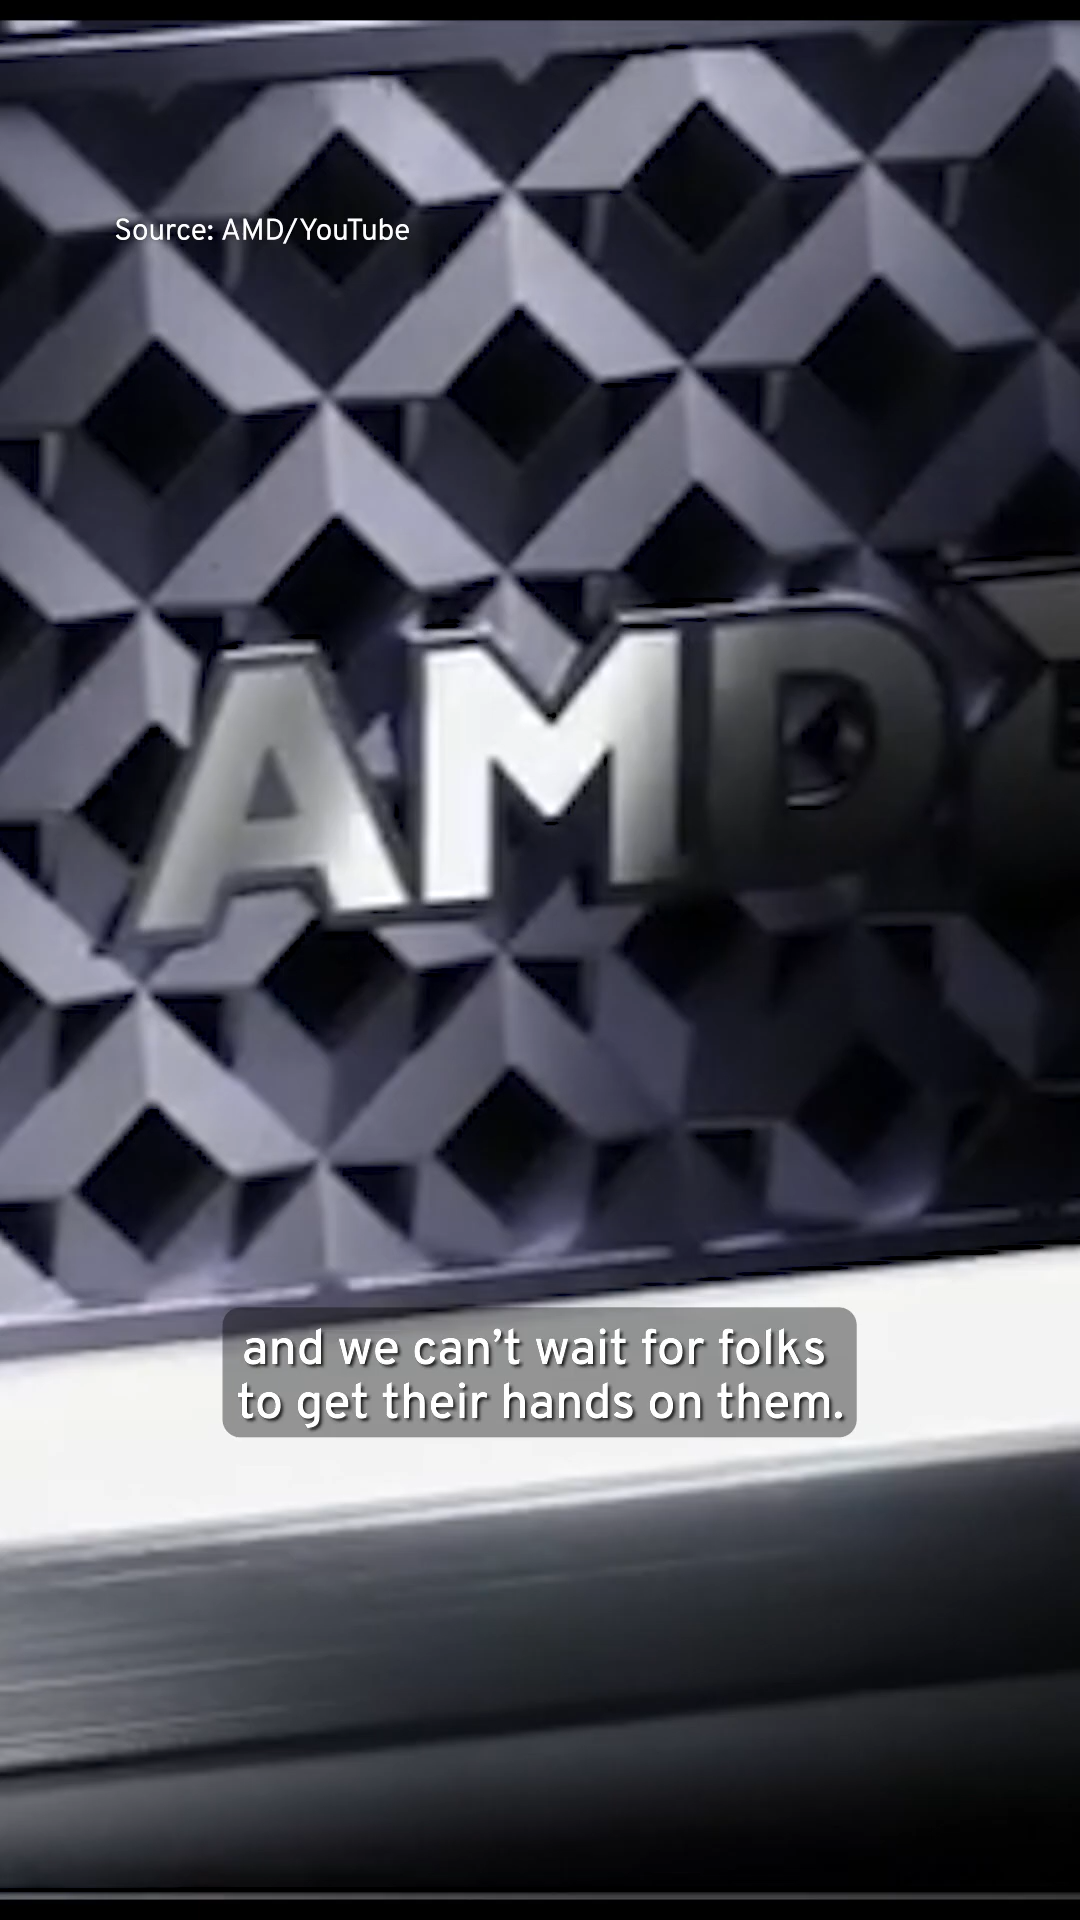 Source: AMD/YouTube
AMD
and we can't wait for folks
to get their hands on them.